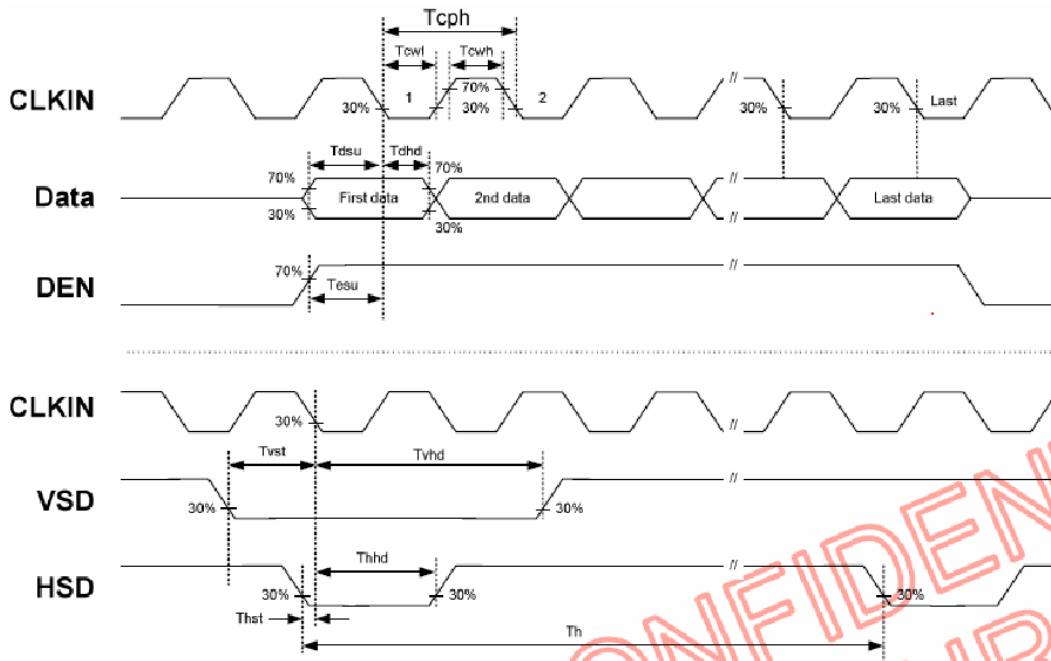 Tcph
Tcwl Tcwh
CLKIN 30% 1 70% 30% 2 // 30% 30% Last
Tdsu Tdhd
70% 70% //
Data First data 2nd data Last data
30% 30% //
DEN 70% //
Tesu
CLKIN 30% //
Tvst Tvhd
VSD 30% 30% //
Thhd
HSD 30% 30% // 30%
Thst
Th